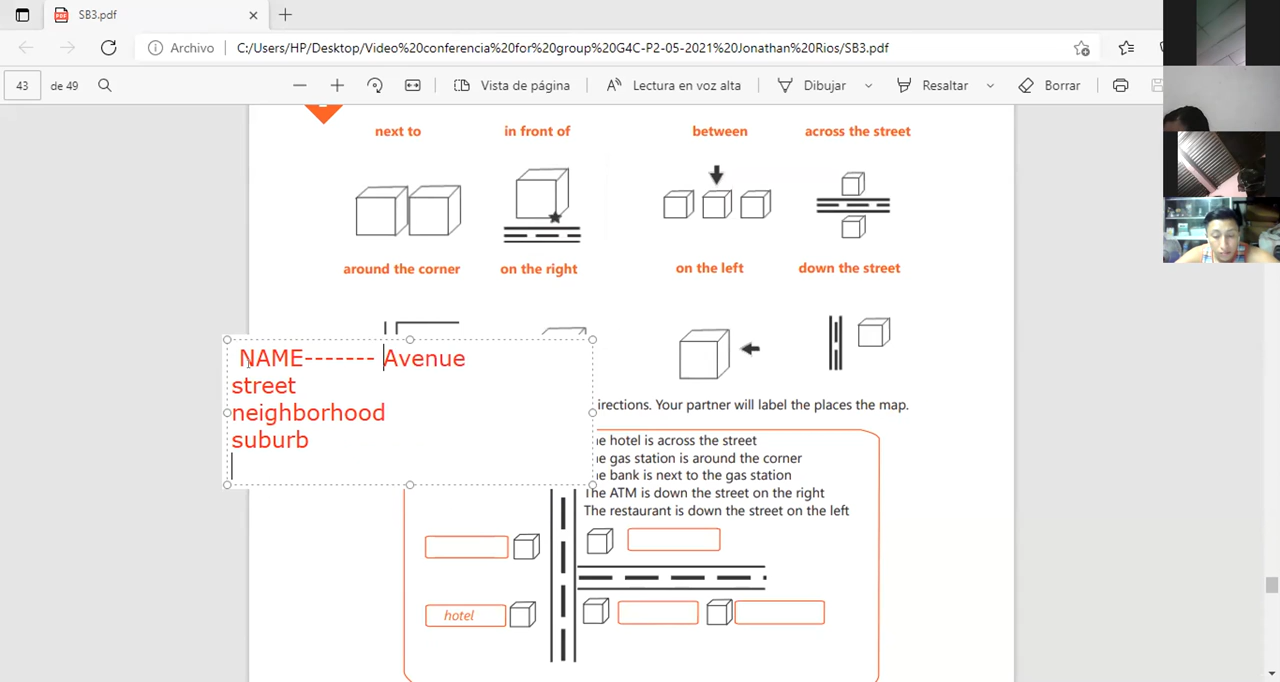 SB3.pdf
Archivo
C:/Users/HP/Desktop/Video%20conferencia%20for%20group%20G4C-P2-05-2021%20Jonathan%20Rios/SB3.pdf
43 de 49
Vista de página
Lectura en voz alta
Dibujar
Resaltar
Borrar
next to
in front of
between
across the street
around the corner
on the right
on the left
down the street
NAME------- Avenue
street
neighborhood
suburb
irections. Your partner will label the places the map.
he hotel is across the street
he gas station is around the corner
he bank is next to the gas station
The ATM is down the street on the right
The restaurant is down the street on the left
hotel